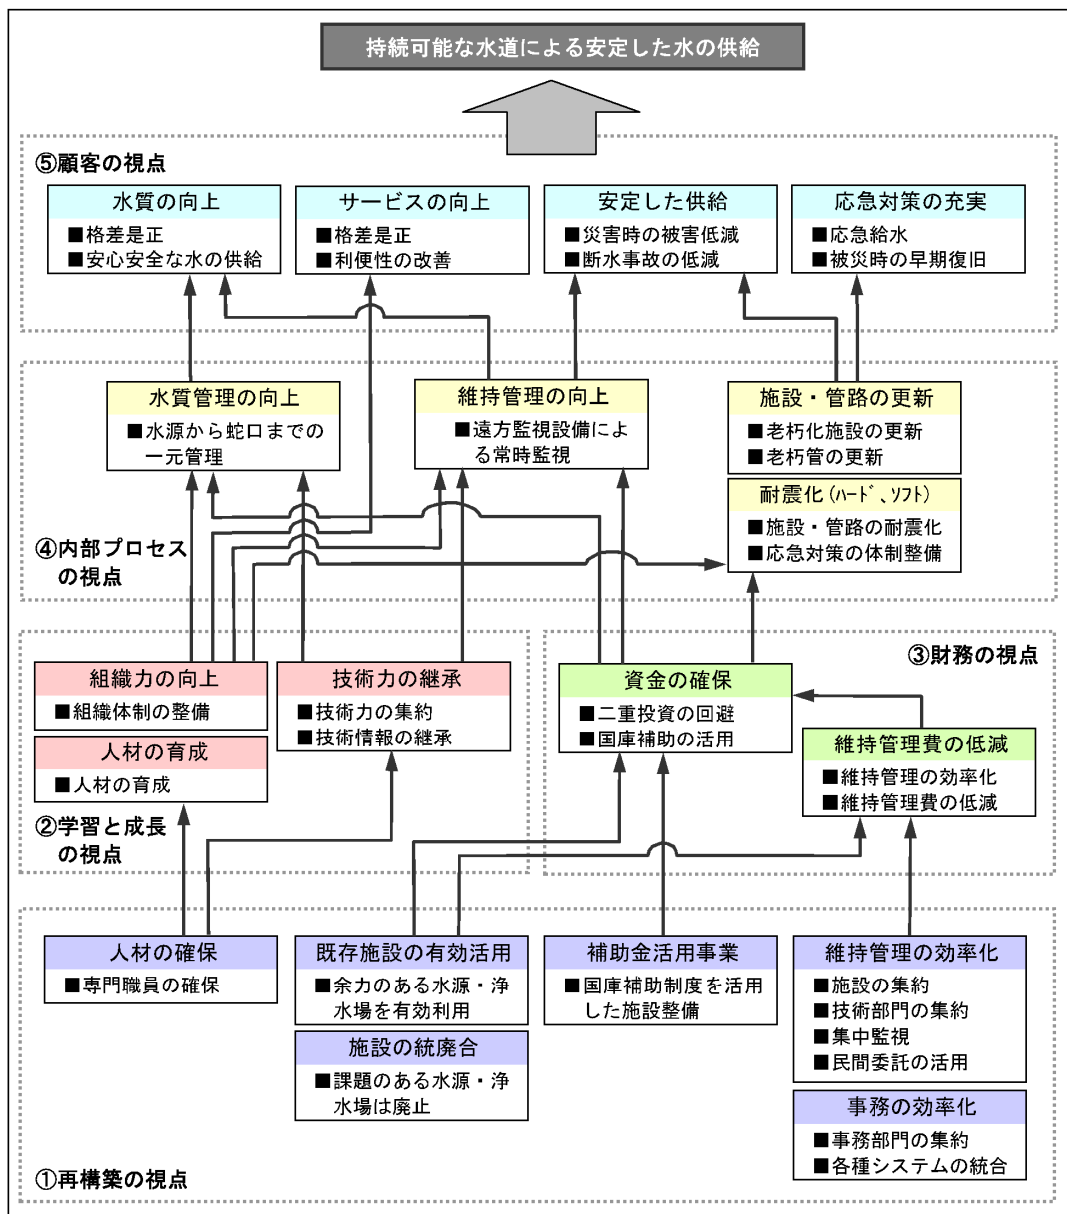 持続可能な水道による安定した水の供給
⑤顧客の視点
水質の向上
■格差是正
■安心安全な水の供給
サービスの向上
■格差是正
■利便性の改善
安定した供給
■災害時の被害低減
■断水事故の低減
応急対策の充実
■応急給水
■被災時の早期復旧
水質管理の向上
■水源から蛇口までの
一元管理
維持管理の向上
■遠方監視設備によ
る常時監視
施設・管路の更新
■老朽化施設の更新
■老朽管の更新
耐震化(ﾊｰﾄﾞ、ｿﾌﾄ)
■施設・管路の耐震化
■応急対策の体制整備
④内部プロセス
の視点
組織力の向上
■組織体制の整備
人材の育成
■人材の育成
技術力の継承
■技術力の集約
■技術情報の継承
②学習と成長
の視点
③財務の視点
資金の確保
■二重投資の回避
■国庫補助の活用
維持管理費の低減
■維持管理の効率化
■維持管理費の低減
人材の確保
■専門職員の確保
既存施設の有効活用
■余力のある水源・浄
水場を有効利用
施設の統廃合
■課題のある水源・浄
水場は廃止
補助金活用事業
■国庫補助制度を活用
した施設整備
維持管理の効率化
■施設の集約
■技術部門の集約
■集中監視
■民間委託の活用
事務の効率化
■事務部門の集約
■各種システムの統合
①再構築の視点